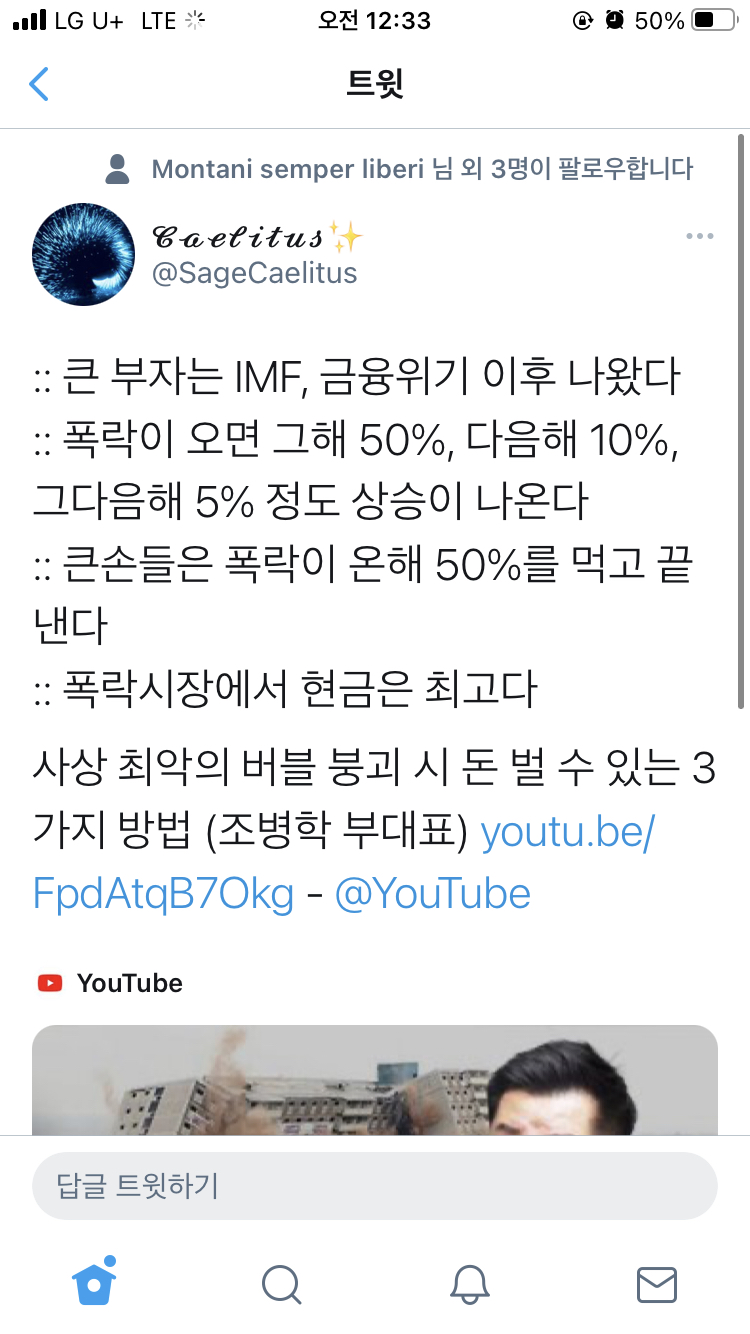 LG U+ LTE 오전 12:33 50%
트윗
Montani semper liberi 님 외 3명이 팔로우합니다
𝓒𝓪𝓮𝓵𝓲𝓽𝓾𝓼✨
@SageCaelitus
:: 큰 부자는 IMF, 금융위기 이후 나왔다
:: 폭락이 오면 그해 50%, 다음해 10%,
그다음해 5% 정도 상승이 나온다
:: 큰손들은 폭락이 온해 50%를 먹고 끝
낸다
:: 폭락시장에서 현금은 최고다
사상 최악의 버블 붕괴 시 돈 벌 수 있는 3
가지 방법 (조병학 부대표) youtu.be/
FpdAtqB7Okg - @YouTube
YouTube
답글 트윗하기